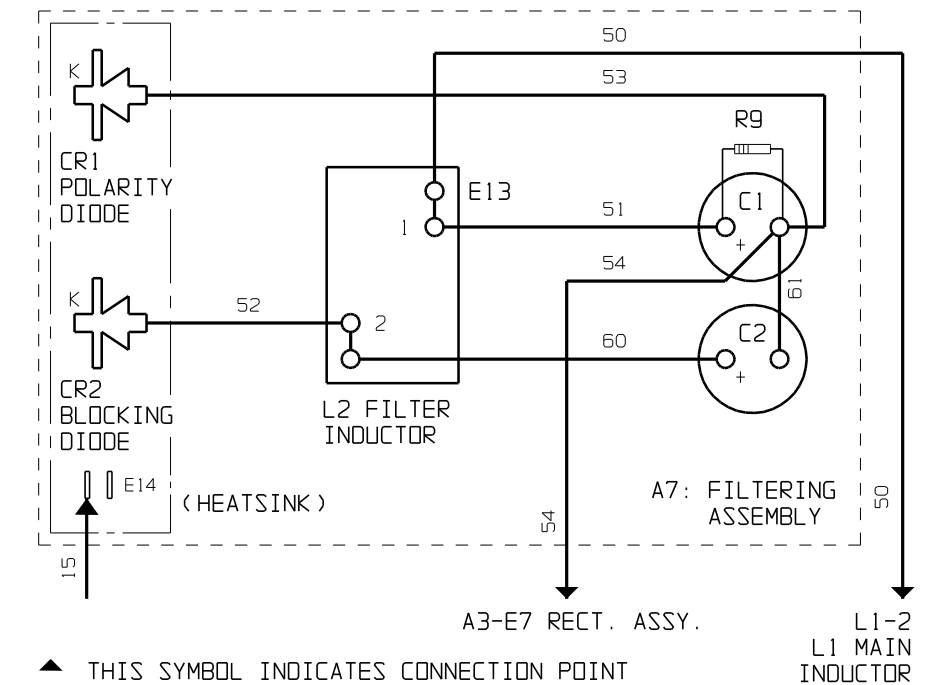 50
53
K
R9
CR1
POLARITY
DIODE
E13
C1
51
1
+
54
61
K
52
2
C2
60
+
CR2
BLOCKING
DIODE
L2 FILTER
INDUCTOR
E14
(HEATSINK)
A7: FILTERING
ASSEMBLY
50
54
15
A3-E7 RECT. ASSY.
L1-2
L1 MAIN
INDUCTOR
THIS SYMBOL INDICATES CONNECTION POINT